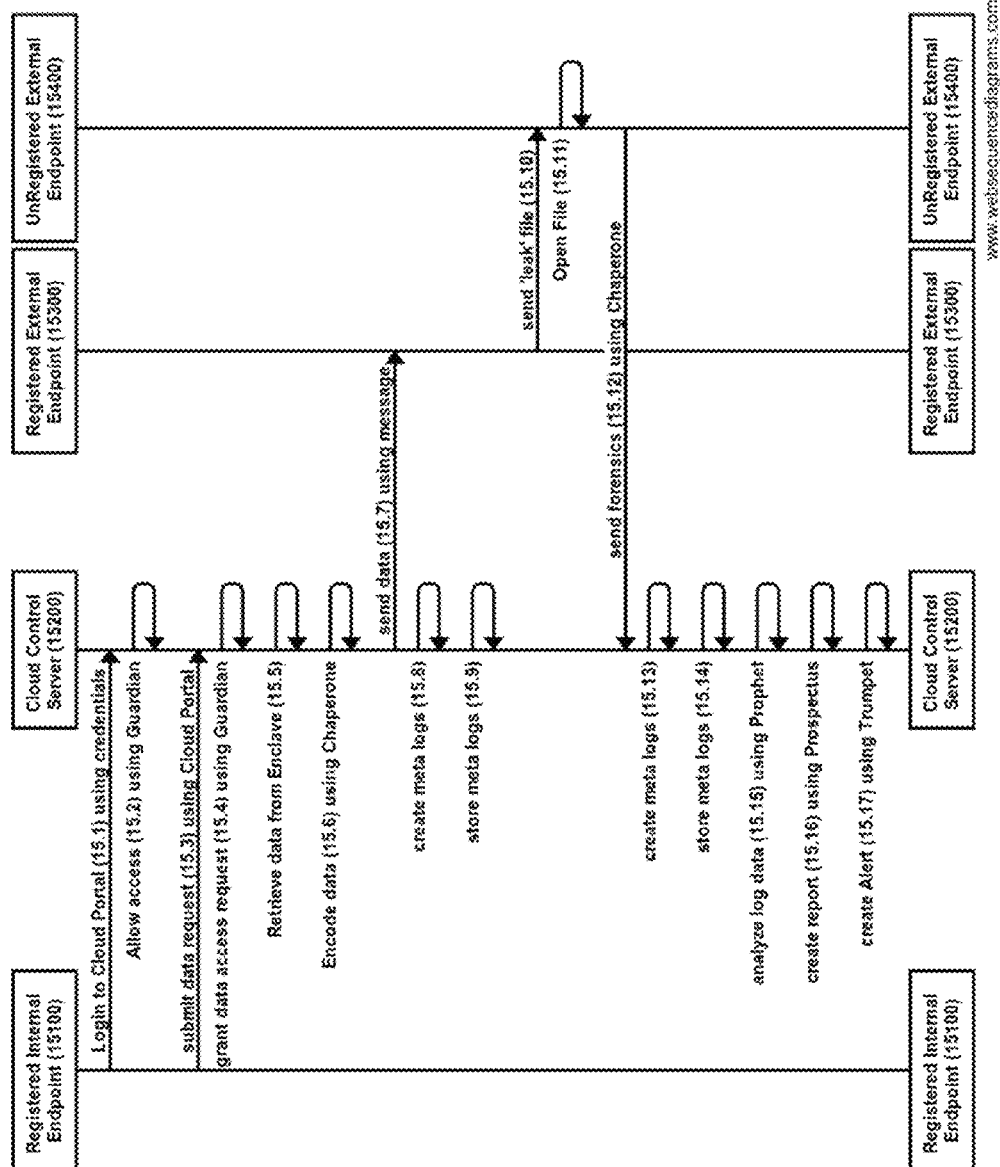 Registered Internal
Endpoint (15100)
Cloud Control
Server (15200)
Registered External
Endpoint (15300)
UnRegistered External
Endpoint (15400)
Login to Cloud Portal (15.1) using credentials
Allow access (15.2) using Guardian
submit data request (15.3) using Cloud Portal
grant data access request (15.4) using Guardian
Retrieve data from Enclave (15.5)
Encode data (15.6) using Chaperone
send data (15.7) using message
create meta logs (15.8)
store meta logs (15.9)
send 'leak' file (15.10)
Open File (15.11)
send forensics (15.12) using Chaperone
create meta logs (15.13)
store meta logs (15.14)
analyze log data (15.15) using Prophet
create report (15.16) using Prospectus
create Alert (15.17) using Trumpet
Registered Internal
Endpoint (15100)
Cloud Control
Server (15200)
Registered External
Endpoint (15300)
UnRegistered External
Endpoint (15400)
www.websequencediagrams.com